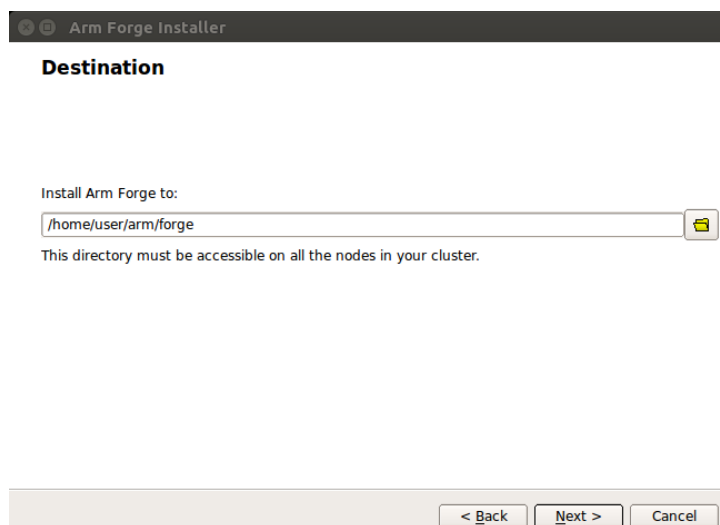 Arm Forge Installer
Destination
Install Arm Forge to:
/home/user/arm/forge
This directory must be accessible on all the nodes in your cluster.
< Back Next > Cancel